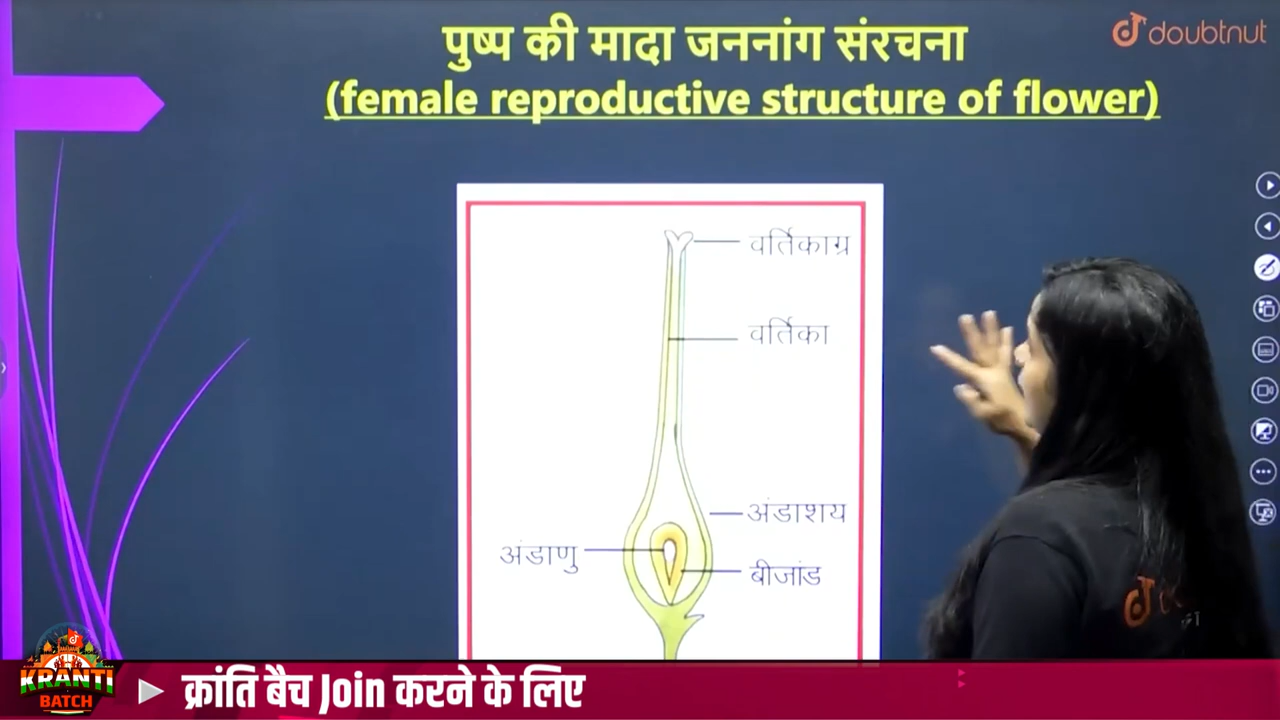 पुष्प की मादा जननांग संरचना
(female reproductive structure of flower)
doubtnut
वर्तिकाग्र
वर्तिका
अंडाशय
अंडाणु
बीजांड
KRANTI
BATCH
क्रांति बैच Join करने के लिए